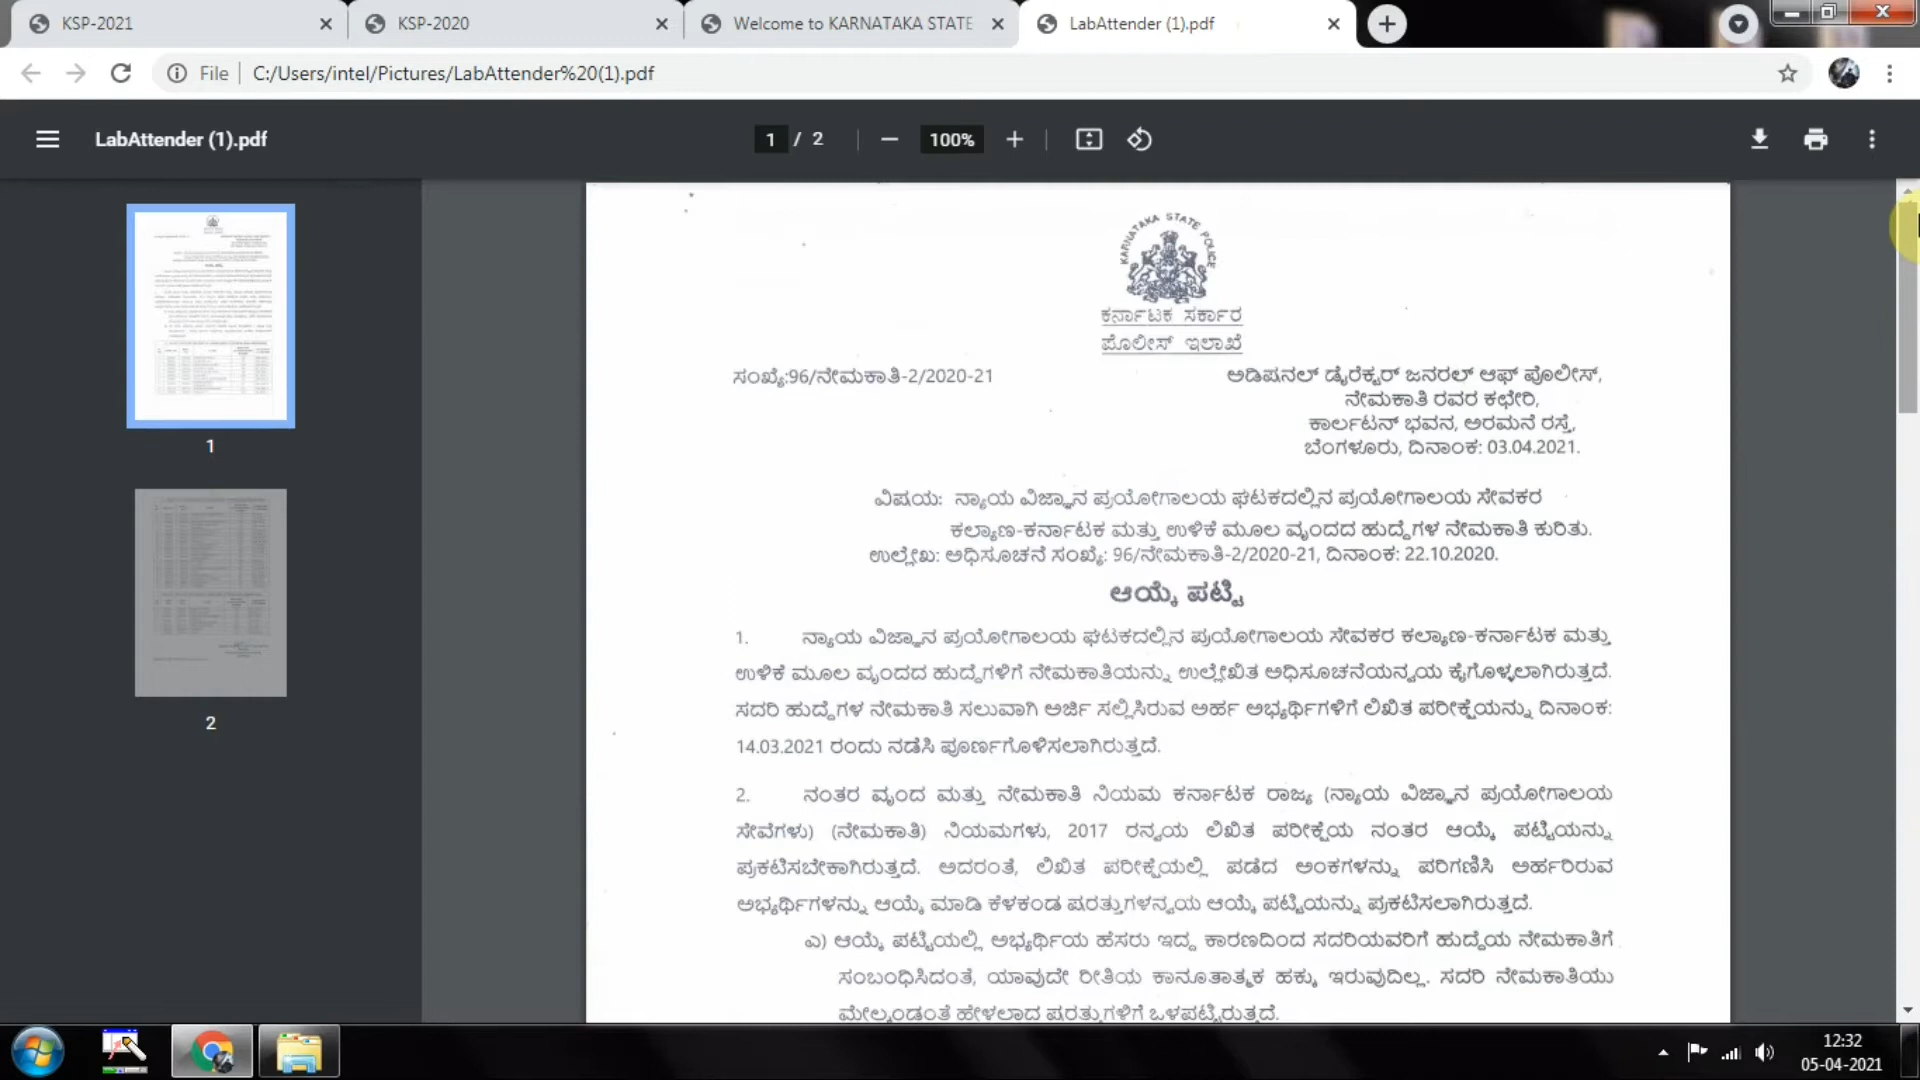 KSP-2021
KSP-2020
Welcome to KARNATAKA STATE
LabAttender (1).pdf
File
C:/Users/intel/Pictures/LabAttender%20(1).pdf
LabAttender (1).pdf
1 / 2
100%
1
2
KARNATAKA STATE POLICE
ಕರ್ನಾಟಕ ಸರ್ಕಾರ
ಪೊಲೀಸ್ ಇಲಾಖೆ
ಸಂಖ್ಯೆ:96/ನೇಮಕಾತಿ-2/2020-21
ಅಡಿಷನಲ್ ಡೈರೆಕ್ಟರ್ ಜನರಲ್ ಆಫ್ ಪೊಲೀಸ್,
ನೇಮಕಾತಿ ರವರ ಕಛೇರಿ,
ಕಾರ್ಲಟನ್ ಭವನ, ಅರಮನೆ ರಸ್ತೆ,
ಬೆಂಗಳೂರು, ದಿನಾಂಕ: 03.04.2021.
ವಿಷಯ: ನ್ಯಾಯ ವಿಜ್ಞಾನ ಪ್ರಯೋಗಾಲಯ ಘಟಕದಲ್ಲಿನ ಪ್ರಯೋಗಾಲಯ ಸೇವಕರ
ಕಲ್ಯಾಣ-ಕರ್ನಾಟಕ ಮತ್ತು ಉಳಿಕೆ ಮೂಲ ವೃಂದದ ಹುದ್ದೆಗಳ ನೇಮಕಾತಿ ಕುರಿತು.
ಉಲ್ಲೇಖ: ಅಧಿಸೂಚನೆ ಸಂಖ್ಯೆ: 96/ನೇಮಕಾತಿ-2/2020-21, ದಿನಾಂಕ: 22.10.2020.
ಆಯ್ಕೆ ಪಟ್ಟಿ
1. ನ್ಯಾಯ ವಿಜ್ಞಾನ ಪ್ರಯೋಗಾಲಯ ಘಟಕದಲ್ಲಿನ ಪ್ರಯೋಗಾಲಯ ಸೇವಕರ ಕಲ್ಯಾಣ-ಕರ್ನಾಟಕ ಮತ್ತು
ಉಳಿಕೆ ಮೂಲ ವೃಂದದ ಹುದ್ದೆಗಳಿಗೆ ನೇಮಕಾತಿಯನ್ನು ಉಲ್ಲೇಖಿತ ಅಧಿಸೂಚನೆಯನ್ವಯ ಕೈಗೊಳ್ಳಲಾಗಿರುತ್ತದೆ.
ಸದರಿ ಹುದ್ದೆಗಳ ನೇಮಕಾತಿ ಸಲುವಾಗಿ ಅರ್ಜಿ ಸಲ್ಲಿಸಿರುವ ಅರ್ಹ ಅಭ್ಯರ್ಥಿಗಳಿಗೆ ಲಿಖಿತ ಪರೀಕ್ಷೆಯನ್ನು ದಿನಾಂಕ:
14.03.2021 ರಂದು ನಡೆಸಿ ಪೂರ್ಣಗೊಳಿಸಲಾಗಿರುತ್ತದೆ.
2. ನಂತರ ವೃಂದ ಮತ್ತು ನೇಮಕಾತಿ ನಿಯಮ ಕರ್ನಾಟಕ ರಾಜ್ಯ (ನ್ಯಾಯ ವಿಜ್ಞಾನ ಪ್ರಯೋಗಾಲಯ
ಸೇವೆಗಳು) (ನೇಮಕಾತಿ) ನಿಯಮಗಳು, 2017 ರನ್ವಯ ಲಿಖಿತ ಪರೀಕ್ಷೆಯ ನಂತರ ಆಯ್ಕೆ ಪಟ್ಟಿಯನ್ನು
ಪ್ರಕಟಿಸಬೇಕಾಗಿರುತ್ತದೆ. ಅದರಂತೆ, ಲಿಖಿತ ಪರೀಕ್ಷೆಯಲ್ಲಿ ಪಡೆದ ಅಂಕಗಳನ್ನು ಪರಿಗಣಿಸಿ ಅರ್ಹರಿರುವ
ಅಭ್ಯರ್ಥಿಗಳನ್ನು ಆಯ್ಕೆ ಮಾಡಿ ಕೆಳಕಂಡ ಷರತ್ತುಗಳನ್ವಯ ಆಯ್ಕೆ ಪಟ್ಟಿಯನ್ನು ಪ್ರಕಟಿಸಲಾಗಿರುತ್ತದೆ.
ಎ) ಆಯ್ಕೆ ಪಟ್ಟಿಯಲ್ಲಿ ಅಭ್ಯರ್ಥಿಯ ಹೆಸರು ಇದ್ದ ಕಾರಣದಿಂದ ಸದರಿಯವರಿಗೆ ಹುದ್ದೆಯ ನೇಮಕಾತಿಗೆ
ಸಂಬಂಧಿಸಿದಂತೆ, ಯಾವುದೇ ರೀತಿಯ ಕಾನೂತಾತ್ಮಕ ಹಕ್ಕು ಇರುವುದಿಲ್ಲ. ಸದರಿ ನೇಮಕಾತಿಯು
ಮೇಲ್ಕಂಡಂತೆ ಹೇಳಲಾದ ಷರತ್ತುಗಳಿಗೆ ಒಳಪಟ್ಟಿರುತ್ತದೆ.
12:32
05-04-2021